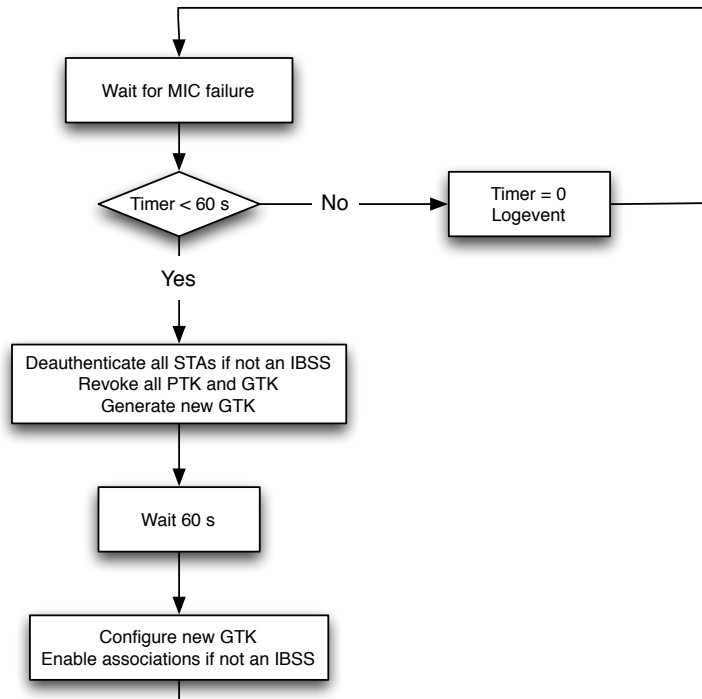 Wait for MIC failure
Timer < 60 s
No
Timer = 0
Logevent
Yes
Deauthenticate all STAs if not an IBSS
Revoke all PTK and GTK
Generate new GTK
Wait 60 s
Configure new GTK
Enable associations if not an IBSS